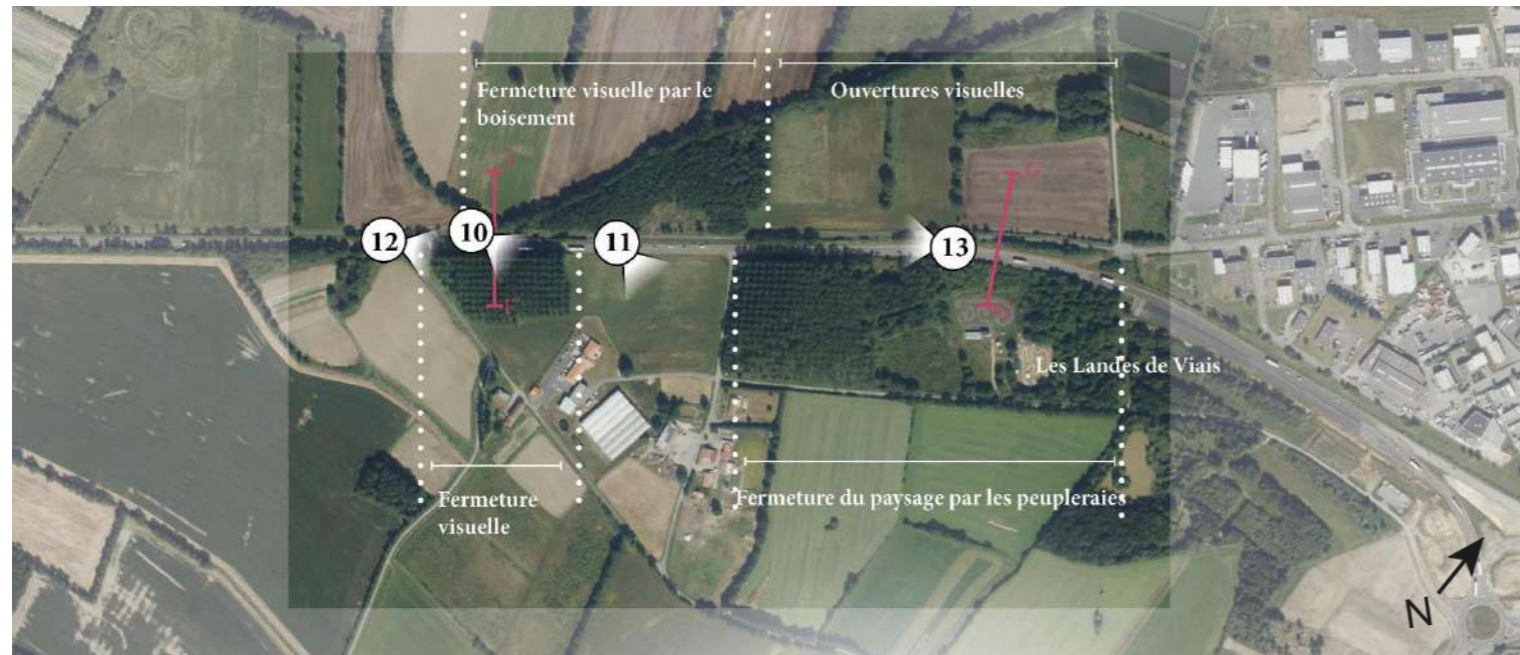 Fermeture visuelle par le
boisement
Ouvertures visuelles
12
10
11
13
Les Landes de Viais
Fermeture
visuelle
Fermeture du paysage par les peupleraies
N